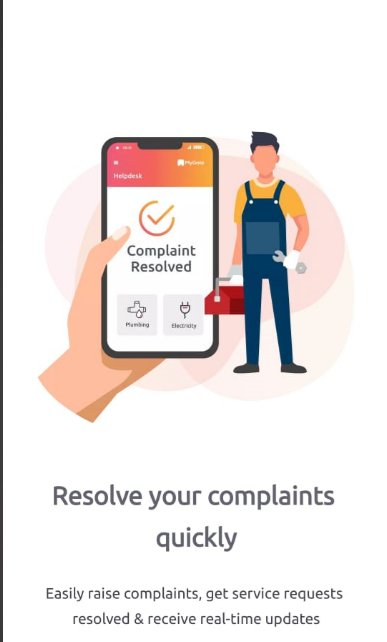 MyGate
Helpdesk
Complaint
Resolved
Plumbing
Electricity
Resolve your complaints
quickly
Easily raise complaints, get service requests
resolved & receive real-time updates